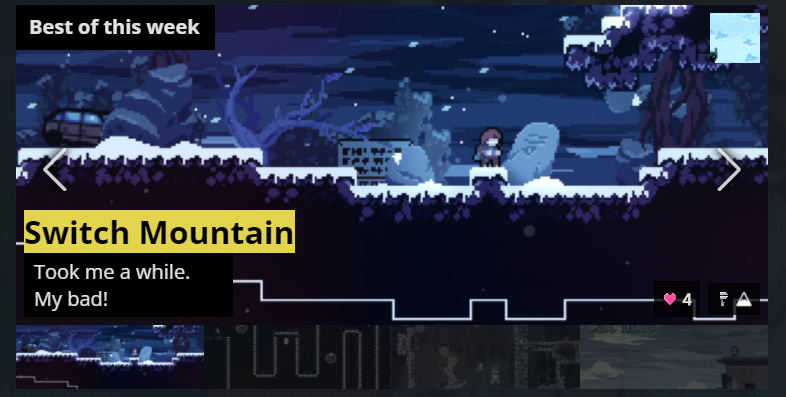 Best of this week
Switch Mountain
Took me a while.
My bad!
4